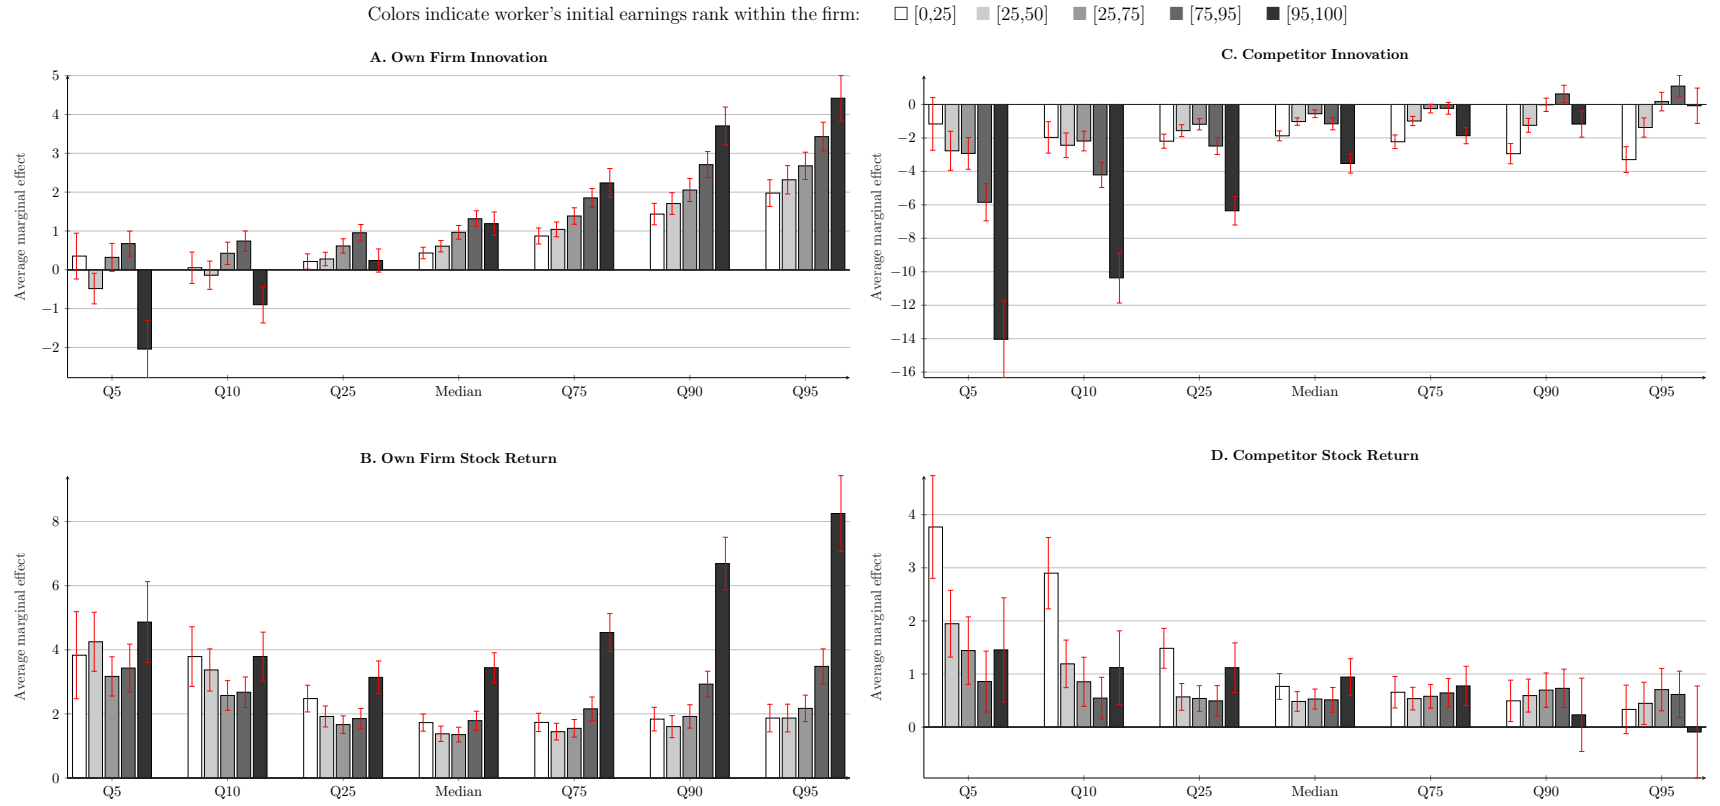 Colors indicate worker's initial earnings rank within the firm: [0,25] [25,50] [25,75] [75,95] [95,100]
A. Own Firm Innovation
Average marginal effect
5
4
3
2
1
0
−1
−2
Q5 Q10 Q25 Median Q75 Q90 Q95
C. Competitor Innovation
Average marginal effect
0
−2
−4
−6
−8
−10
−12
−14
−16
Q5 Q10 Q25 Median Q75 Q90 Q95
B. Own Firm Stock Return
Average marginal effect
8
6
4
2
0
Q5 Q10 Q25 Median Q75 Q90 Q95
D. Competitor Stock Return
Average marginal effect
4
3
2
1
0
Q5 Q10 Q25 Median Q75 Q90 Q95